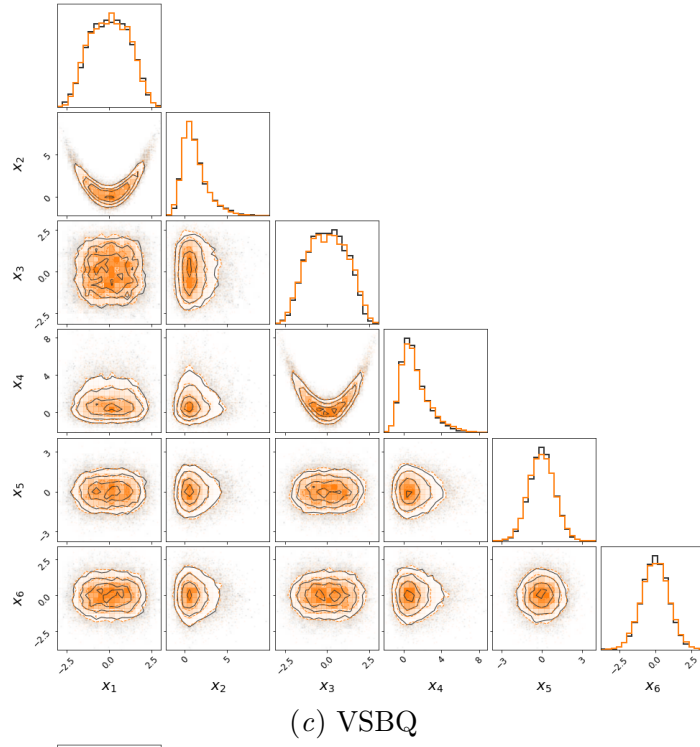 x₂
5
0
x₃
2.5
0.0
−2.5
x₄
8
4
0
x₅
3
0
−3
x₆
2.5
0.0
−2.5
−2.5 0.0 2.5 0 5 −2.5 0.0 2.5 0 4 8 −3 0 3 −2.5 0.0 2.5
x₁ x₂ x₃ x₄ x₅ x₆
(c) VSBQ